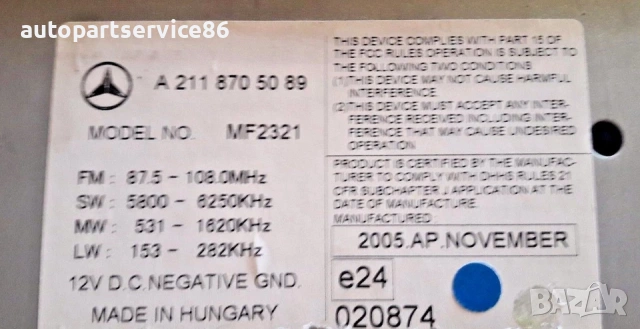 autopartservice86
A 211 870 50 89
MODEL NO. MF2321
FM : 87.5 - 108.0MHz
SW : 5800 - 6250KHz
MW : 531 - 1620KHz
LW : 153 - 282KHz
12V D.C.NEGATIVE GND.
MADE IN HUNGARY
THIS DEVICE COMPLIES WITH PART 15 OF
THE FCC RULES OPERATION IS SUBJECT TO
THE FOLLOWING TWO CONDITIONS.
(1)THIS DEVICE MAY NOT CAUSE HARMFUL
INTERFERENCE.
(2)THIS DEVICE MUST ACCEPT ANY INTER-
FERENCE RECEIVED INCLUDING INTER-
FERENCE THAT MAY CAUSE UNDESIRED
OPERATION.
PRODUCT IS CERTIFIED BY THE MANUFAC-
TURER TO COMPLY WITH DHHS RULES 21
CFR SUBCHAPTER J APPLICATION AT THE
DATE OF MANUFACTURE.
MANUFACTURED :
2005.AP.NOVEMBER
e24
020874
BAZAR